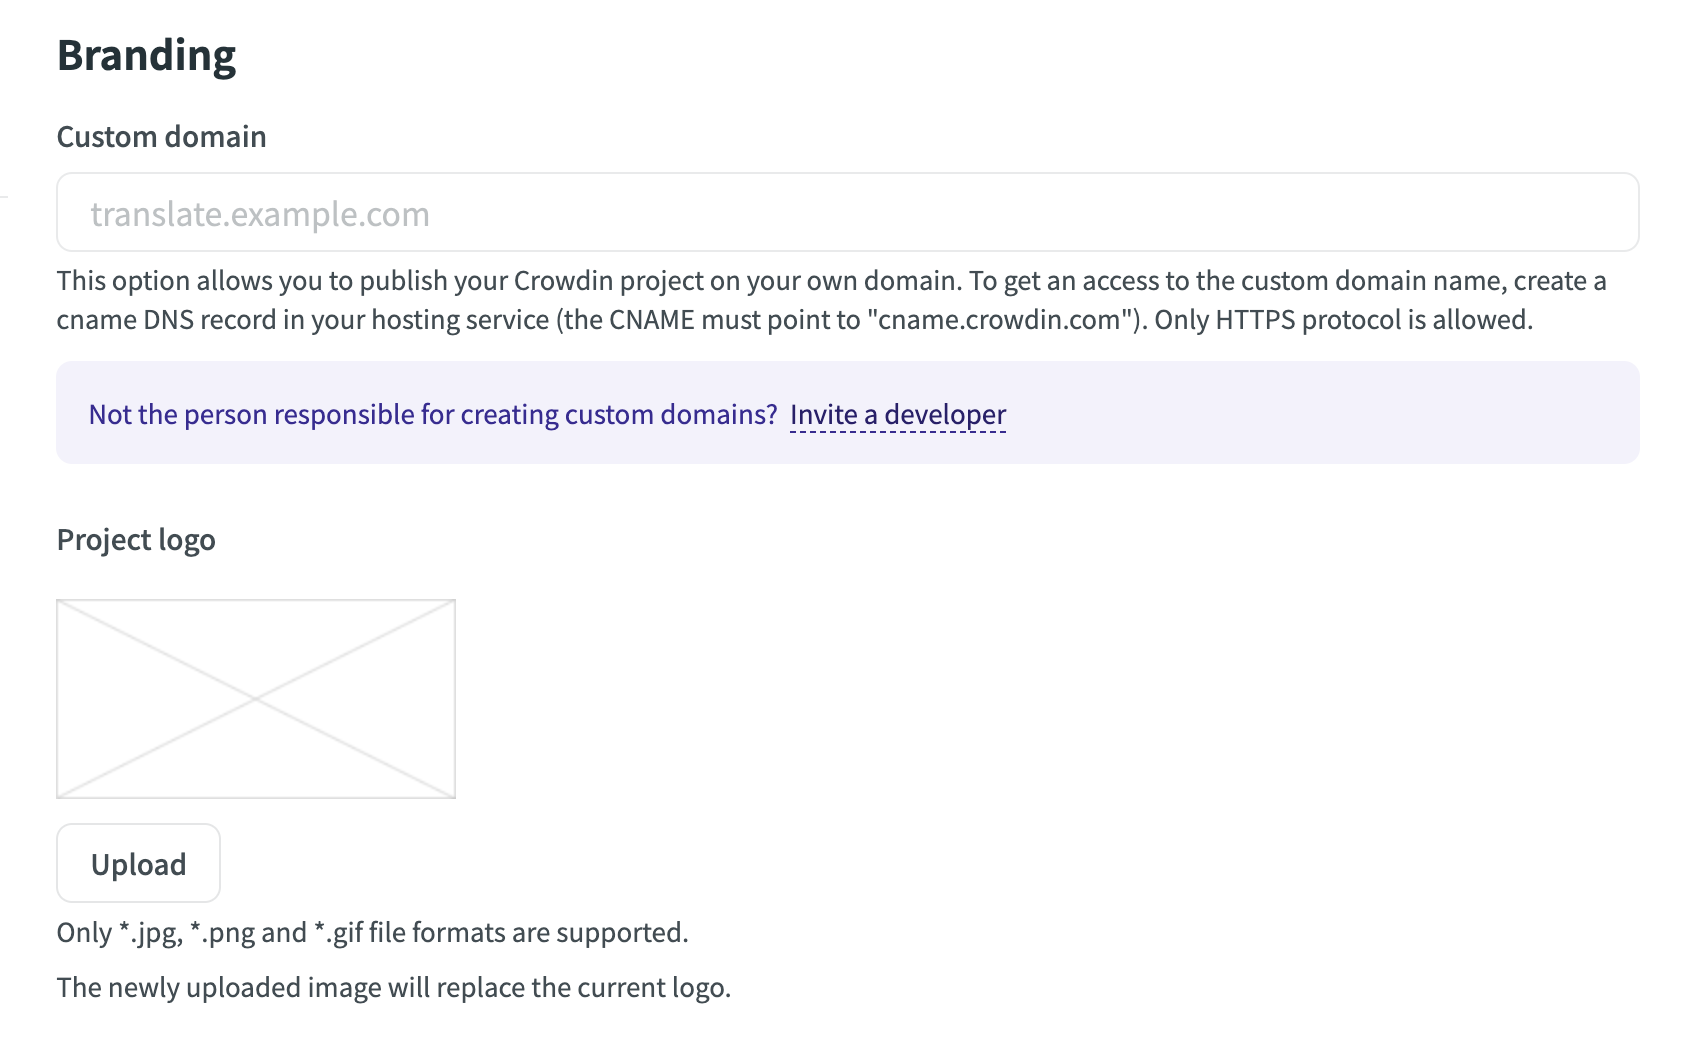 Branding
Custom domain
translate.example.com
This option allows you to publish your Crowdin project on your own domain. To get an access to the custom domain name, create a
cname DNS record in your hosting service (the CNAME must point to "cname.crowdin.com"). Only HTTPS protocol is allowed.
Not the person responsible for creating custom domains? Invite a developer
Project logo
Upload
Only *.jpg, *.png and *.gif file formats are supported.
The newly uploaded image will replace the current logo.